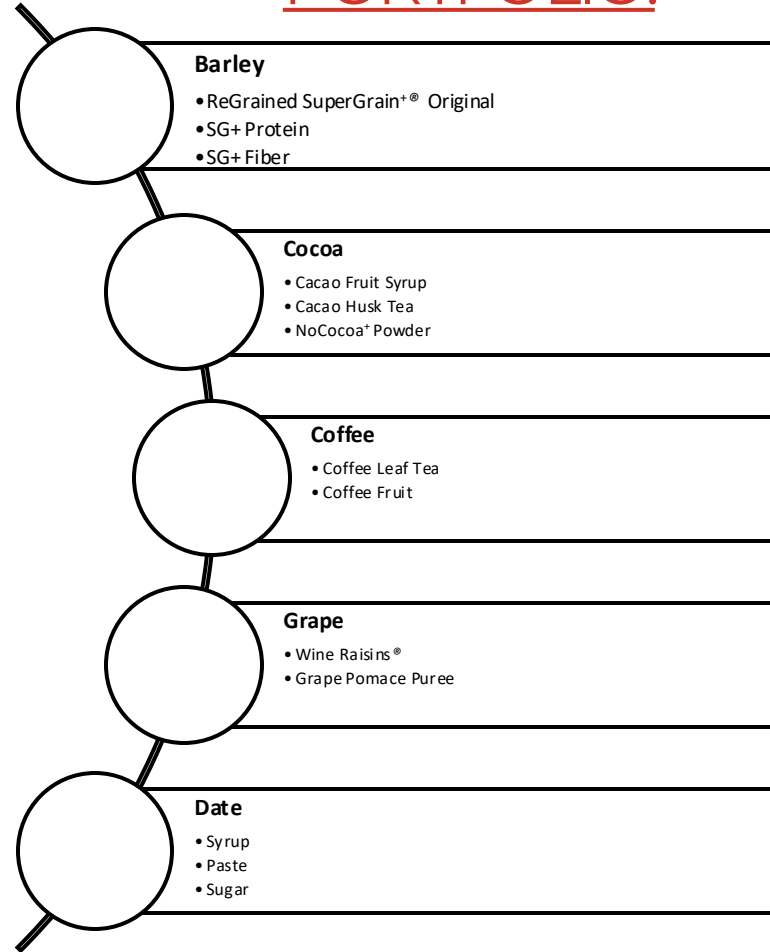 PORTFOLIO:
Barley
•ReGrained SuperGrain⁺® Original
•SG+ Protein
•SG+ Fiber
Cocoa
• Cacao Fruit Syrup
• Cacao Husk Tea
• NoCocoa⁺ Powder
Coffee
• Coffee Leaf Tea
• Coffee Fruit
Grape
• Wine Raisins®
• Grape Pomace Puree
Date
• Syrup
• Paste
• Sugar